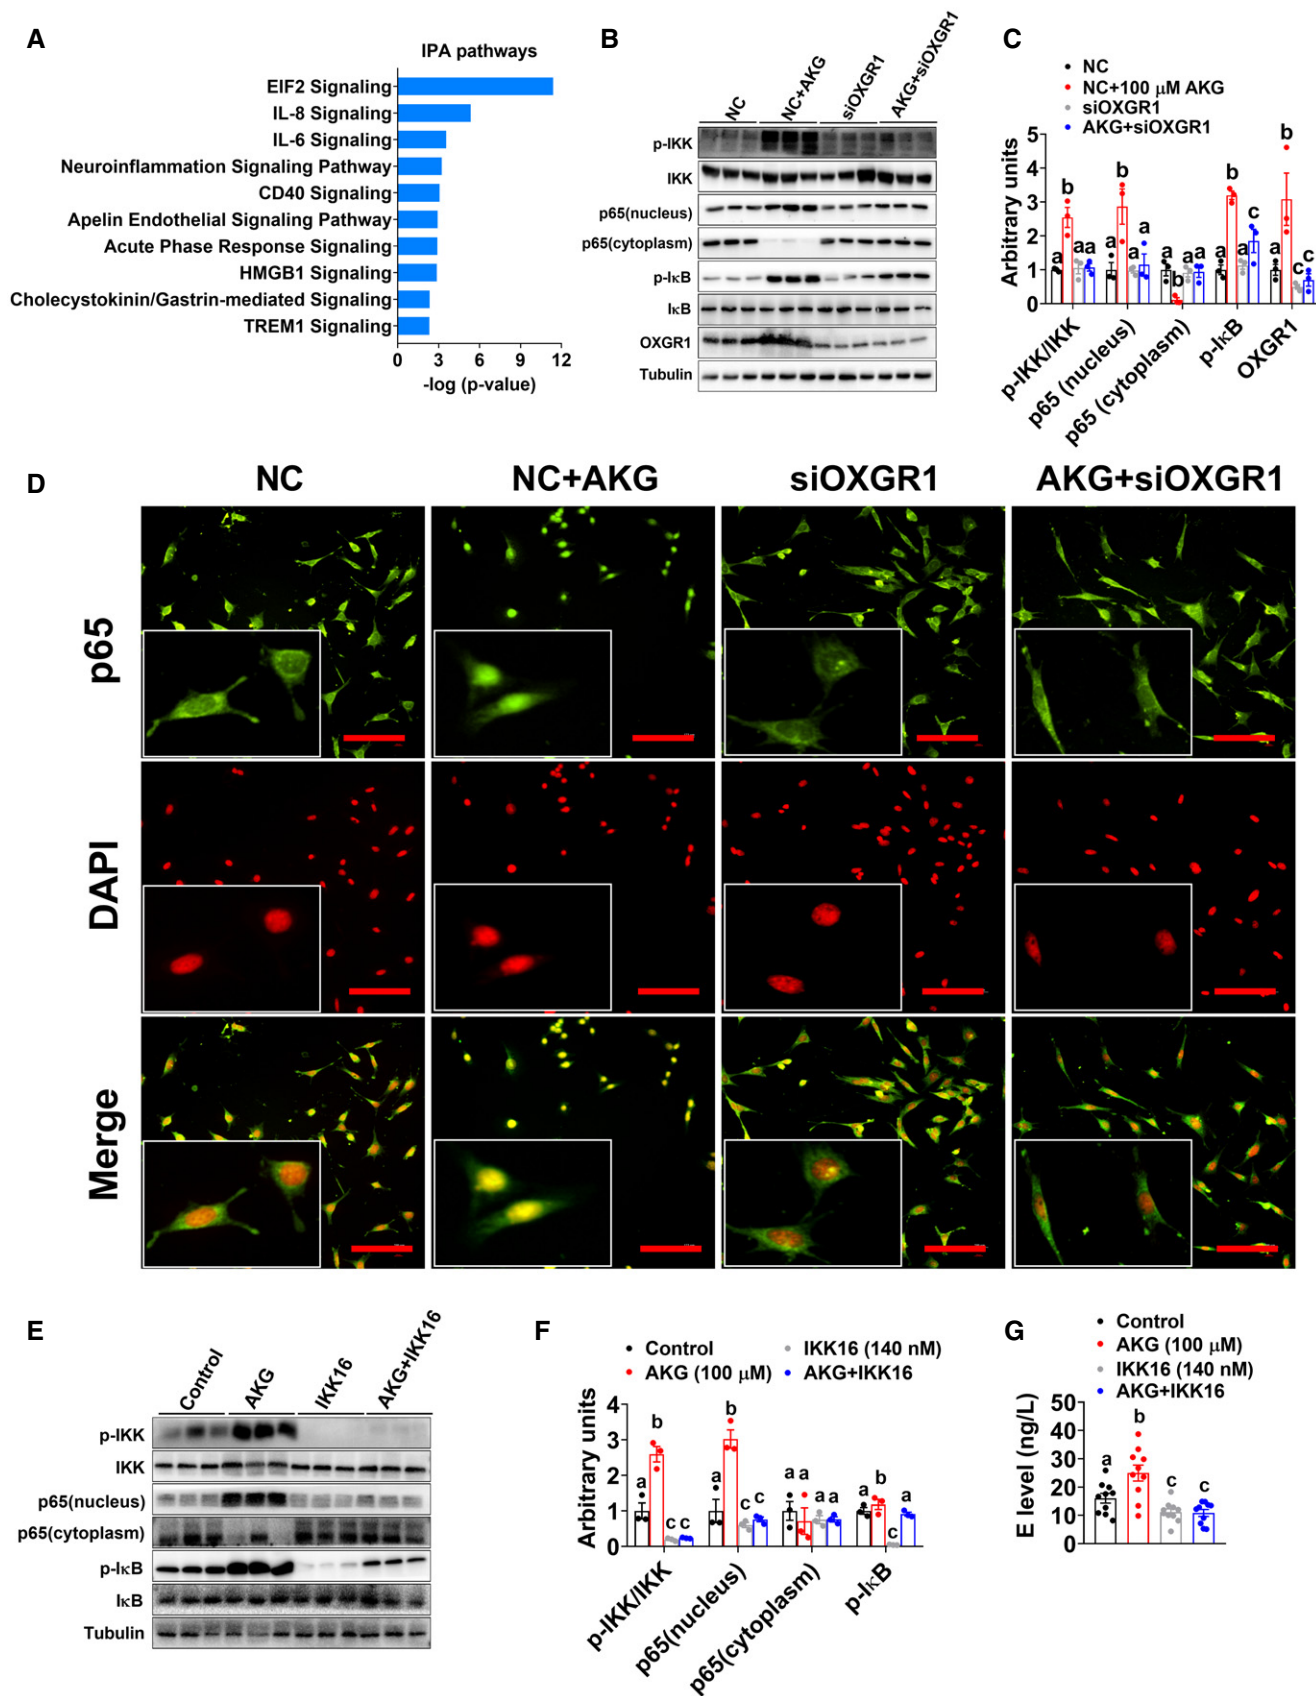 A
IPA pathways
EIF2 Signaling
IL-8 Signaling
IL-6 Signaling
Neuroinflammation Signaling Pathway
CD40 Signaling
Apelin Endothelial Signaling Pathway
Acute Phase Response Signaling
HMGB1 Signaling
Cholecystokinin/Gastrin-mediated Signaling
TREM1 Signaling
0 3 6 9 12
-log (p-value)
B
NC NC+AKG siOXGR1 AKG+siOXGR1
p-IKK
IKK
p65(nucleus)
p65(cytoplasm)
p-IκB
IκB
OXGR1
Tubulin
C
NC
NC+100 μM AKG
siOXGR1
AKG+siOXGR1
Arbitrary units
5
4
3
2
1
0
a b a a
a b a a
a b a a
a b a c
a b c c
p-IKK/IKK
p65 (nucleus)
p65 (cytoplasm)
p-IκB
OXGR1
D
NC NC+AKG siOXGR1 AKG+siOXGR1
p65
DAPI
Merge
E
Control AKG IKK16 AKG+IKK16
p-IKK
IKK
p65(nucleus)
p65(cytoplasm)
p-IκB
IκB
Tubulin
F
Control
AKG (100 μM)
IKK16 (140 nM)
AKG+IKK16
Arbitrary units
4
3
2
1
0
a b c c
a b c c
a a a a
a b c a
p-IKK/IKK
p65(nucleus)
p65(cytoplasm)
p-IκB
G
Control
AKG (100 μM)
IKK16 (140 nM)
AKG+IKK16
E level (ng/L)
50
40
30
20
10
0
a b c c